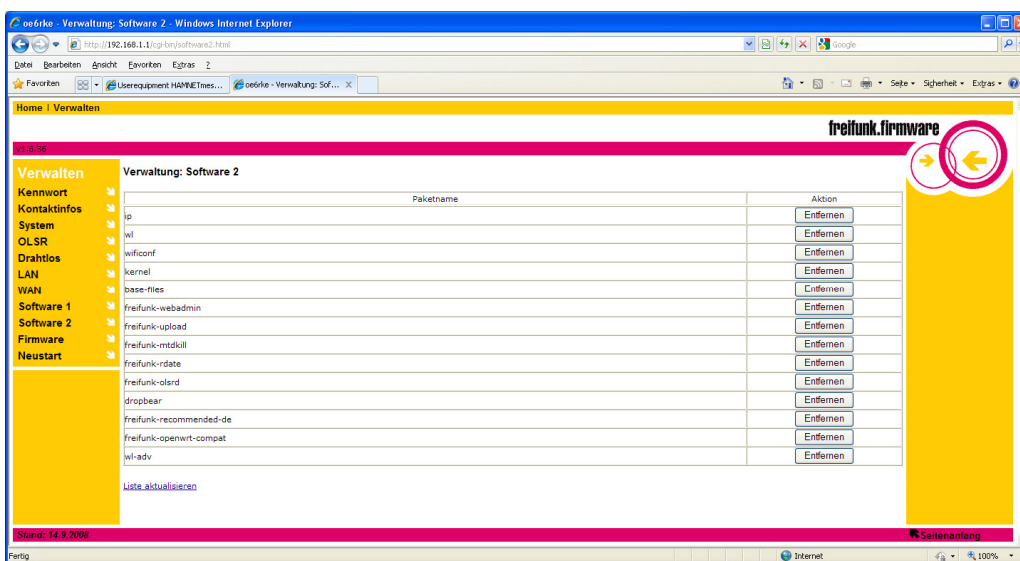 oe6rke - Verwaltung: Software 2 - Windows Internet Explorer
http://192.168.1.1/cgi-bin/software2.html
Google
Datei Bearbeiten Ansicht Favoriten Extras ?
Favoriten
Userequipment HAMNETmes...
oe6rke - Verwaltung: Sof...
Seite Sicherheit Extras
Home | Verwalten
freifunk.firmware
v1.6.36
Verwalten
Kennwort
Kontaktinfos
System
OLSR
Drahtlos
LAN
WAN
Software 1
Software 2
Firmware
Neustart
Verwaltung: Software 2
Paketname Aktion
ip Entfernen
wl Entfernen
wificonf Entfernen
kernel Entfernen
base-files Entfernen
freifunk-webadmin Entfernen
freifunk-upload Entfernen
freifunk-mtdkill Entfernen
freifunk-rdate Entfernen
freifunk-olsrd Entfernen
dropbear Entfernen
freifunk-recommended-de Entfernen
freifunk-openwrt-compat Entfernen
wl-adv Entfernen
Liste aktualisieren
Stand: 14.9.2008
Seitenanfang
Fertig
Internet
100%